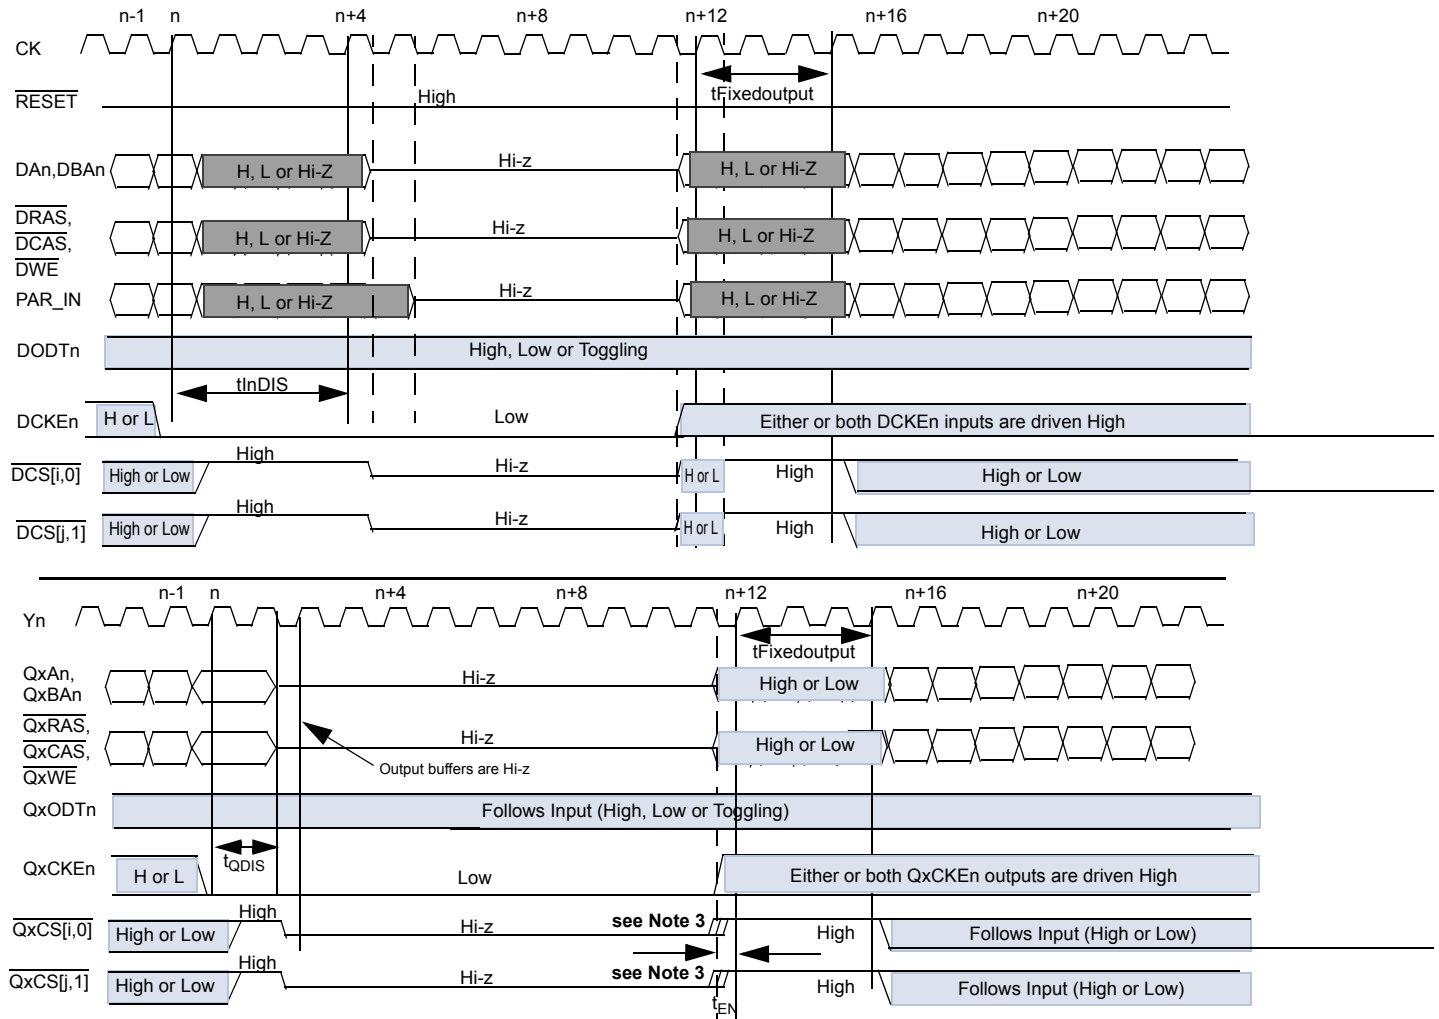 n-1 n n+4 n+8 n+12 n+16 n+20
CK
tFixedoutput
RESET High
DAn,DBAn H, L or Hi-Z Hi-z H, L or Hi-Z
DRAS,
DCAS, H, L or Hi-Z Hi-z H, L or Hi-Z
DWE
PAR_IN H, L or Hi-Z Hi-z H, L or Hi-Z
DODTn High, Low or Toggling
tInDIS
DCKEn H or L Low Either or both DCKEn inputs are driven High
DCS[i,0] High or Low High Hi-z H or L High High or Low
DCS[j,1] High or Low High Hi-z H or L High High or Low
n-1 n n+4 n+8 n+12 n+16 n+20
Yn
tFixedoutput
QxAn,
QxBAn Hi-z High or Low
QxRAS,
QxCAS, Hi-z High or Low
QxWE
Output buffers are Hi-z
QxODTn Follows Input (High, Low or Toggling)
tQDIS
QxCKEn H or L Low Either or both QxCKEn outputs are driven High
QxCS[i,0] High or Low High Hi-z see Note 3 High Follows Input (High or Low)
QxCS[j,1] High or Low High Hi-z see Note 3 High Follows Input (High or Low)
tEN